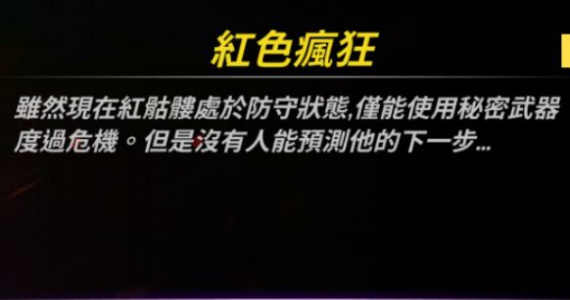 紅色瘋狂
雖然現在紅骷髏處於防守狀態,僅能使用秘密武器
度過危機。但是沒有人能預測他的下一步...